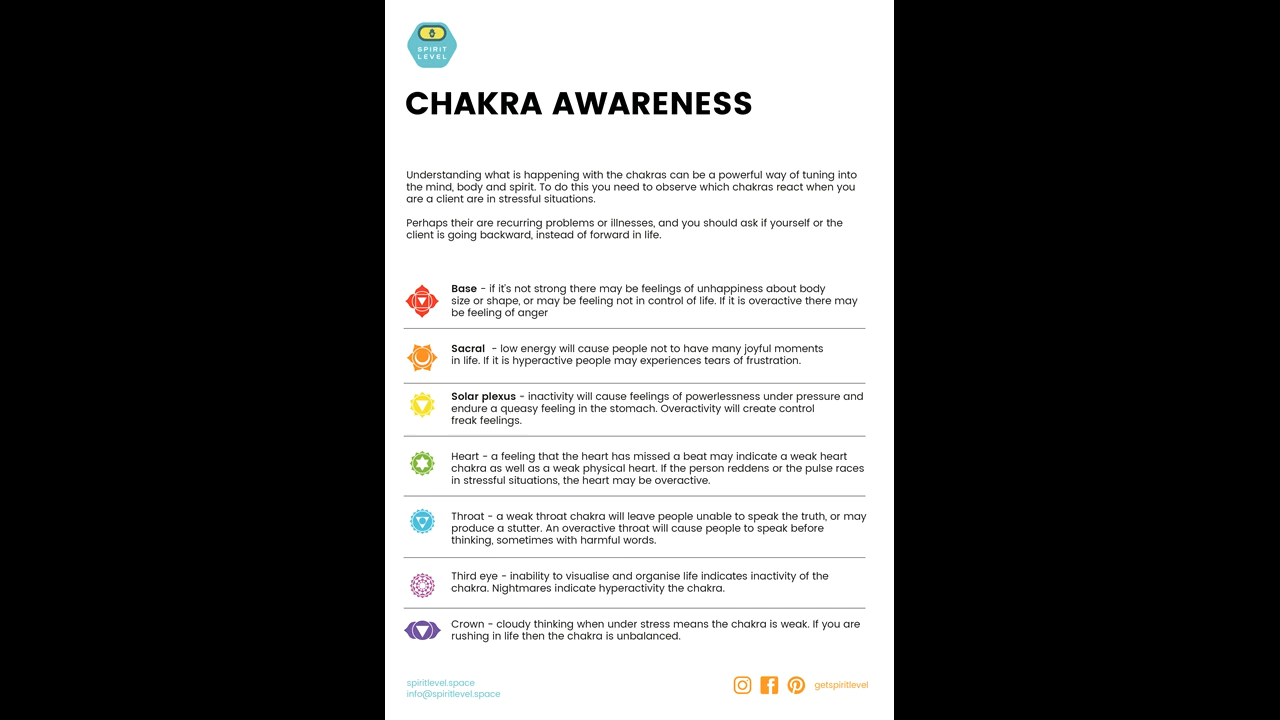 SPIRIT
LEVEL
CHAKRA AWARENESS
Understanding what is happening with the chakras can be a powerful way of tuning into
the mind, body and spirit. To do this you need to observe which chakras react when you
are a client are in stressful situations.
Perhaps their are recurring problems or illnesses, and you should ask if yourself or the
client is going backward, instead of forward in life.
Base - if it's not strong there may be feelings of unhappiness about body
size or shape, or may be feeling not in control of life. If it is overactive there may
be feeling of anger
Sacral - low energy will cause people not to have many joyful moments
in life. If it is hyperactive people may experiences tears of frustration.
Solar plexus - inactivity will cause feelings of powerlessness under pressure and
endure a queasy feeling in the stomach. Overactivity will create control
freak feelings.
Heart - a feeling that the heart has missed a beat may indicate a weak heart
chakra as well as a weak physical heart. If the person reddens or the pulse races
in stressful situations, the heart may be overactive.
Throat - a weak throat chakra will leave people unable to speak the truth, or may
produce a stutter. An overactive throat will cause people to speak before
thinking, sometimes with harmful words.
Third eye - inability to visualise and organise life indicates inactivity of the
chakra. Nightmares indicate hyperactivity the chakra.
Crown - cloudy thinking when under stress means the chakra is weak. If you are
rushing in life then the chakra is unbalanced.
spiritlevel.space
info@spiritlevel.space
getspiritlevel